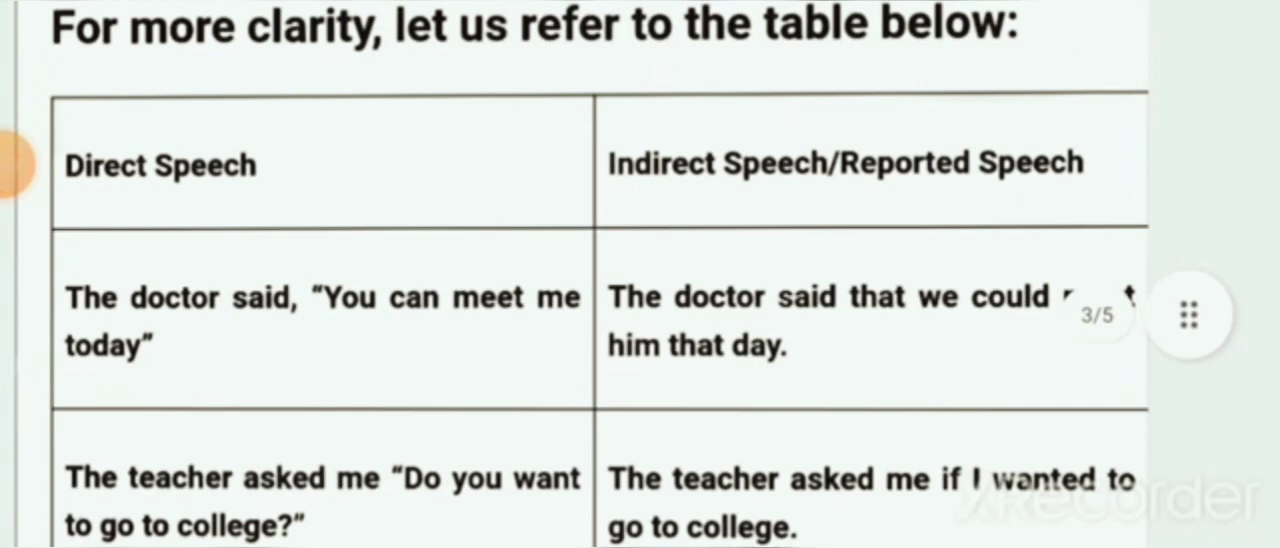 For more clarity, let us refer to the table below:
Direct Speech
Indirect Speech/Reported Speech
The doctor said, “You can meet me
today”
The doctor said that we could
him that day.
3/5
The teacher asked me “Do you want
to go to college?”
The teacher asked me if I wanted to
go to college.
XRecorder